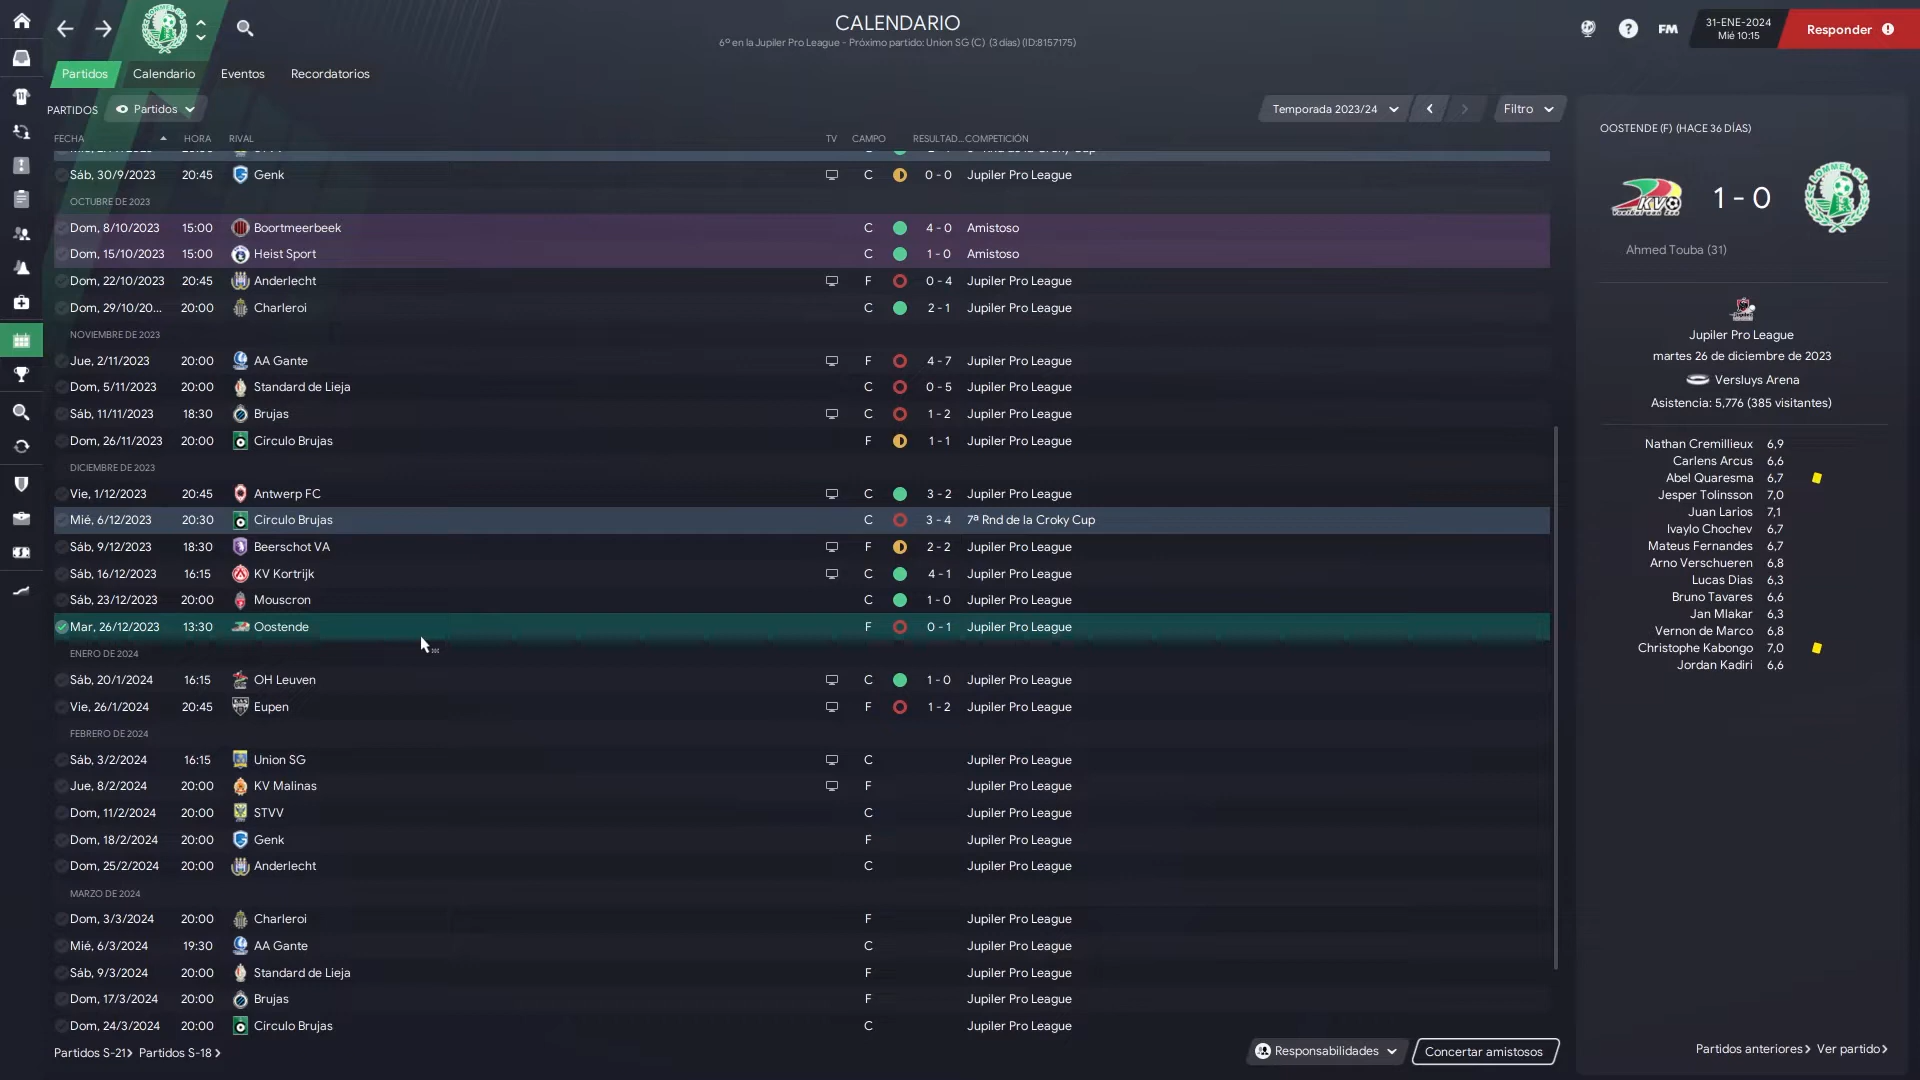 CALENDARIO
6º en la Jupiler Pro League - Próximo partido: Union SG (C) (3 días) (ID:8157175)
FM
31-ENE-2024
Mié 10:15
Responder
Partidos Calendario Eventos Recordatorios
PARTIDOS Partidos
Temporada 2023/24 Filtro
FECHA HORA RIVAL TV CAMPO RESULTAD... COMPETICIÓN
Sáb, 30/9/2023 20:45 Genk C 0 - 0 Jupiler Pro League
OCTUBRE DE 2023
Dom, 8/10/2023 15:00 Boortmeerbeek C 4 - 0 Amistoso
Dom, 15/10/2023 15:00 Heist Sport C 1 - 0 Amistoso
Dom, 22/10/2023 20:45 Anderlecht F 0 - 4 Jupiler Pro League
Dom, 29/10/20... 20:00 Charleroi C 2 - 1 Jupiler Pro League
NOVIEMBRE DE 2023
Jue, 2/11/2023 20:00 AA Gante F 4 - 7 Jupiler Pro League
Dom, 5/11/2023 20:00 Standard de Lieja C 0 - 5 Jupiler Pro League
Sáb, 11/11/2023 18:30 Brujas C 1 - 2 Jupiler Pro League
Dom, 26/11/2023 20:00 Círculo Brujas F 1 - 1 Jupiler Pro League
DICIEMBRE DE 2023
Vie, 1/12/2023 20:45 Antwerp FC C 3 - 2 Jupiler Pro League
Mié, 6/12/2023 20:30 Círculo Brujas C 3 - 4 7ª Rnd de la Croky Cup
Sáb, 9/12/2023 18:30 Beerschot VA F 2 - 2 Jupiler Pro League
Sáb, 16/12/2023 16:15 KV Kortrijk C 4 - 1 Jupiler Pro League
Sáb, 23/12/2023 20:00 Mouscron C 1 - 0 Jupiler Pro League
Mar, 26/12/2023 13:30 Oostende F 0 - 1 Jupiler Pro League
ENERO DE 2024
Sáb, 20/1/2024 16:15 OH Leuven C 1 - 0 Jupiler Pro League
Vie, 26/1/2024 20:45 Eupen F 1 - 2 Jupiler Pro League
FEBRERO DE 2024
Sáb, 3/2/2024 16:15 Union SG C Jupiler Pro League
Jue, 8/2/2024 20:00 KV Malinas F Jupiler Pro League
Dom, 11/2/2024 20:00 STVV C Jupiler Pro League
Dom, 18/2/2024 20:00 Genk F Jupiler Pro League
Dom, 25/2/2024 20:00 Anderlecht C Jupiler Pro League
MARZO DE 2024
Dom, 3/3/2024 20:00 Charleroi F Jupiler Pro League
Mié, 6/3/2024 19:30 AA Gante C Jupiler Pro League
Sáb, 9/3/2024 20:00 Standard de Lieja F Jupiler Pro League
Dom, 17/3/2024 20:00 Brujas F Jupiler Pro League
Dom, 24/3/2024 20:00 Círculo Brujas C Jupiler Pro League
Partidos S-21 Partidos S-18
Responsabilidades Concertar amistosos
OOSTENDE (F) (HACE 36 DÍAS)
KVO 1 - 0 LOMMEL SK
Ahmed Touba (31)
Jupiler Pro League
martes 26 de diciembre de 2023
Versluys Arena
Asistencia: 5,776 (385 visitantes)
Nathan Cremillieux 6,9
Carlens Arcus 6,6
Abel Quaresma 6,7
Jesper Tolinsson 7,0
Juan Larios 7,1
Ivaylo Chochev 6,7
Mateus Fernandes 6,7
Arno Verschueren 6,8
Lucas Dias 6,3
Bruno Tavares 6,6
Jan Mlakar 6,3
Vernon de Marco 6,8
Christophe Kabongo 7,0
Jordan Kadiri 6,6
Partidos anteriores Ver partido